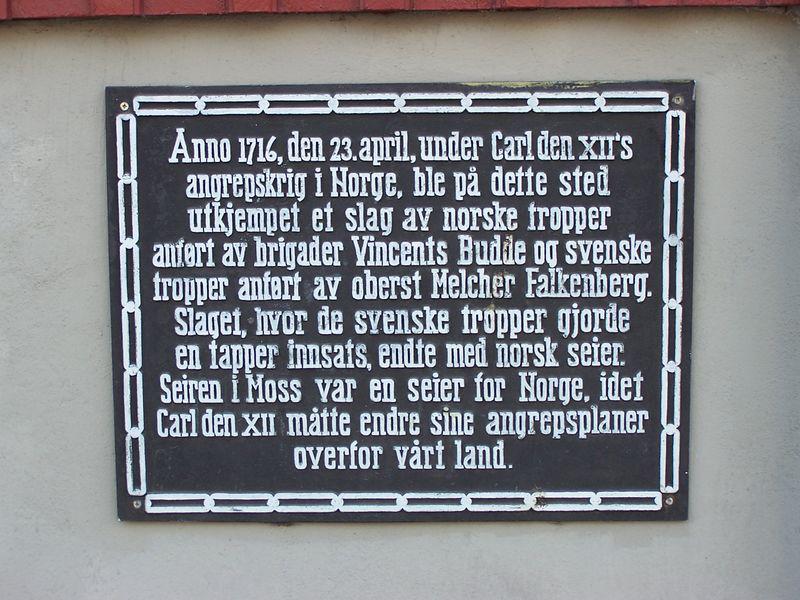 Anno 1716, den 23. april, under Carl den XII's
angrepskrig i Norge, ble på dette sted
utkjempet et slag av norske tropper
anført av brigader Vincents Budde og svenske
tropper anført av oberst Melcher Falkenberg.
Slaget, hvor de svenske tropper gjorde
en tapper innsats, endte med norsk seier.
Seiren i Moss var en seier for Norge, idet
Carl den XII måtte endre sine angrepsplaner
overfor vårt land.